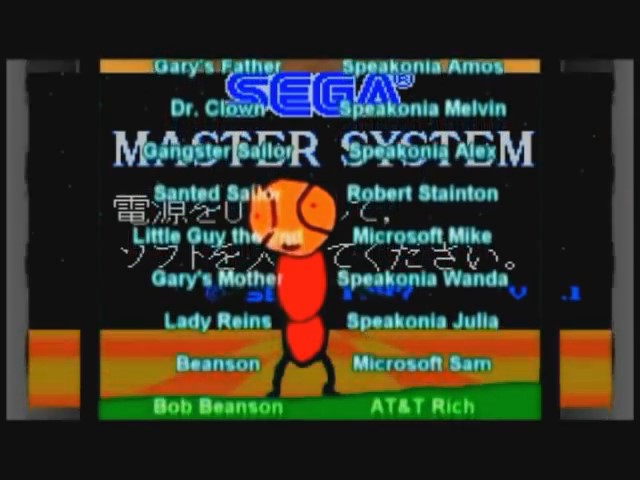 Gary's Father Speakonia Amos
SEGA®
Dr. Clown Speakonia Melvin
MASTER SYSTEM
Gangster Sailor Speakonia Alex
Santed Sailor Robert Stainton
電源を
Little Guy the 2nd Microsoft Mike
ソフトを入 てください。
Gary's Mother Speakonia Wanda
Lady Reins Speakonia Julia
Beanson Microsoft Sam
Bob Beanson AT&T Rich